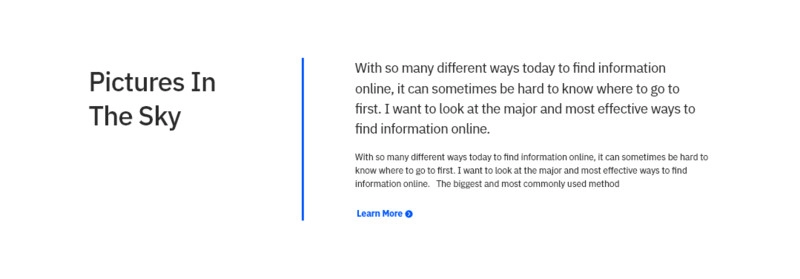 Pictures In
The Sky
With so many different ways today to find information
online, it can sometimes be hard to know where to go to
first. I want to look at the major and most effective ways to
find information online.
With so many different ways today to find information online, it can sometimes be hard to
know where to go to first. I want to look at the major and most effective ways to find
information online.   The biggest and most commonly used method
Learn More